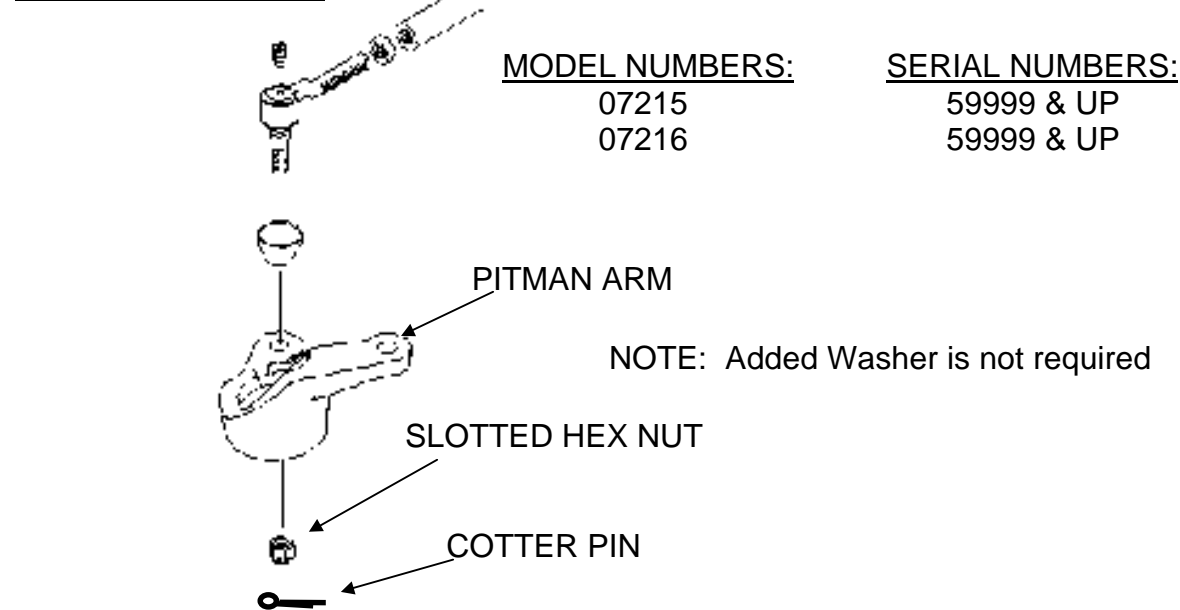 MODEL NUMBERS: SERIAL NUMBERS:
07215 59999 & UP
07216 59999 & UP
PITMAN ARM
NOTE: Added Washer is not required
SLOTTED HEX NUT
COTTER PIN